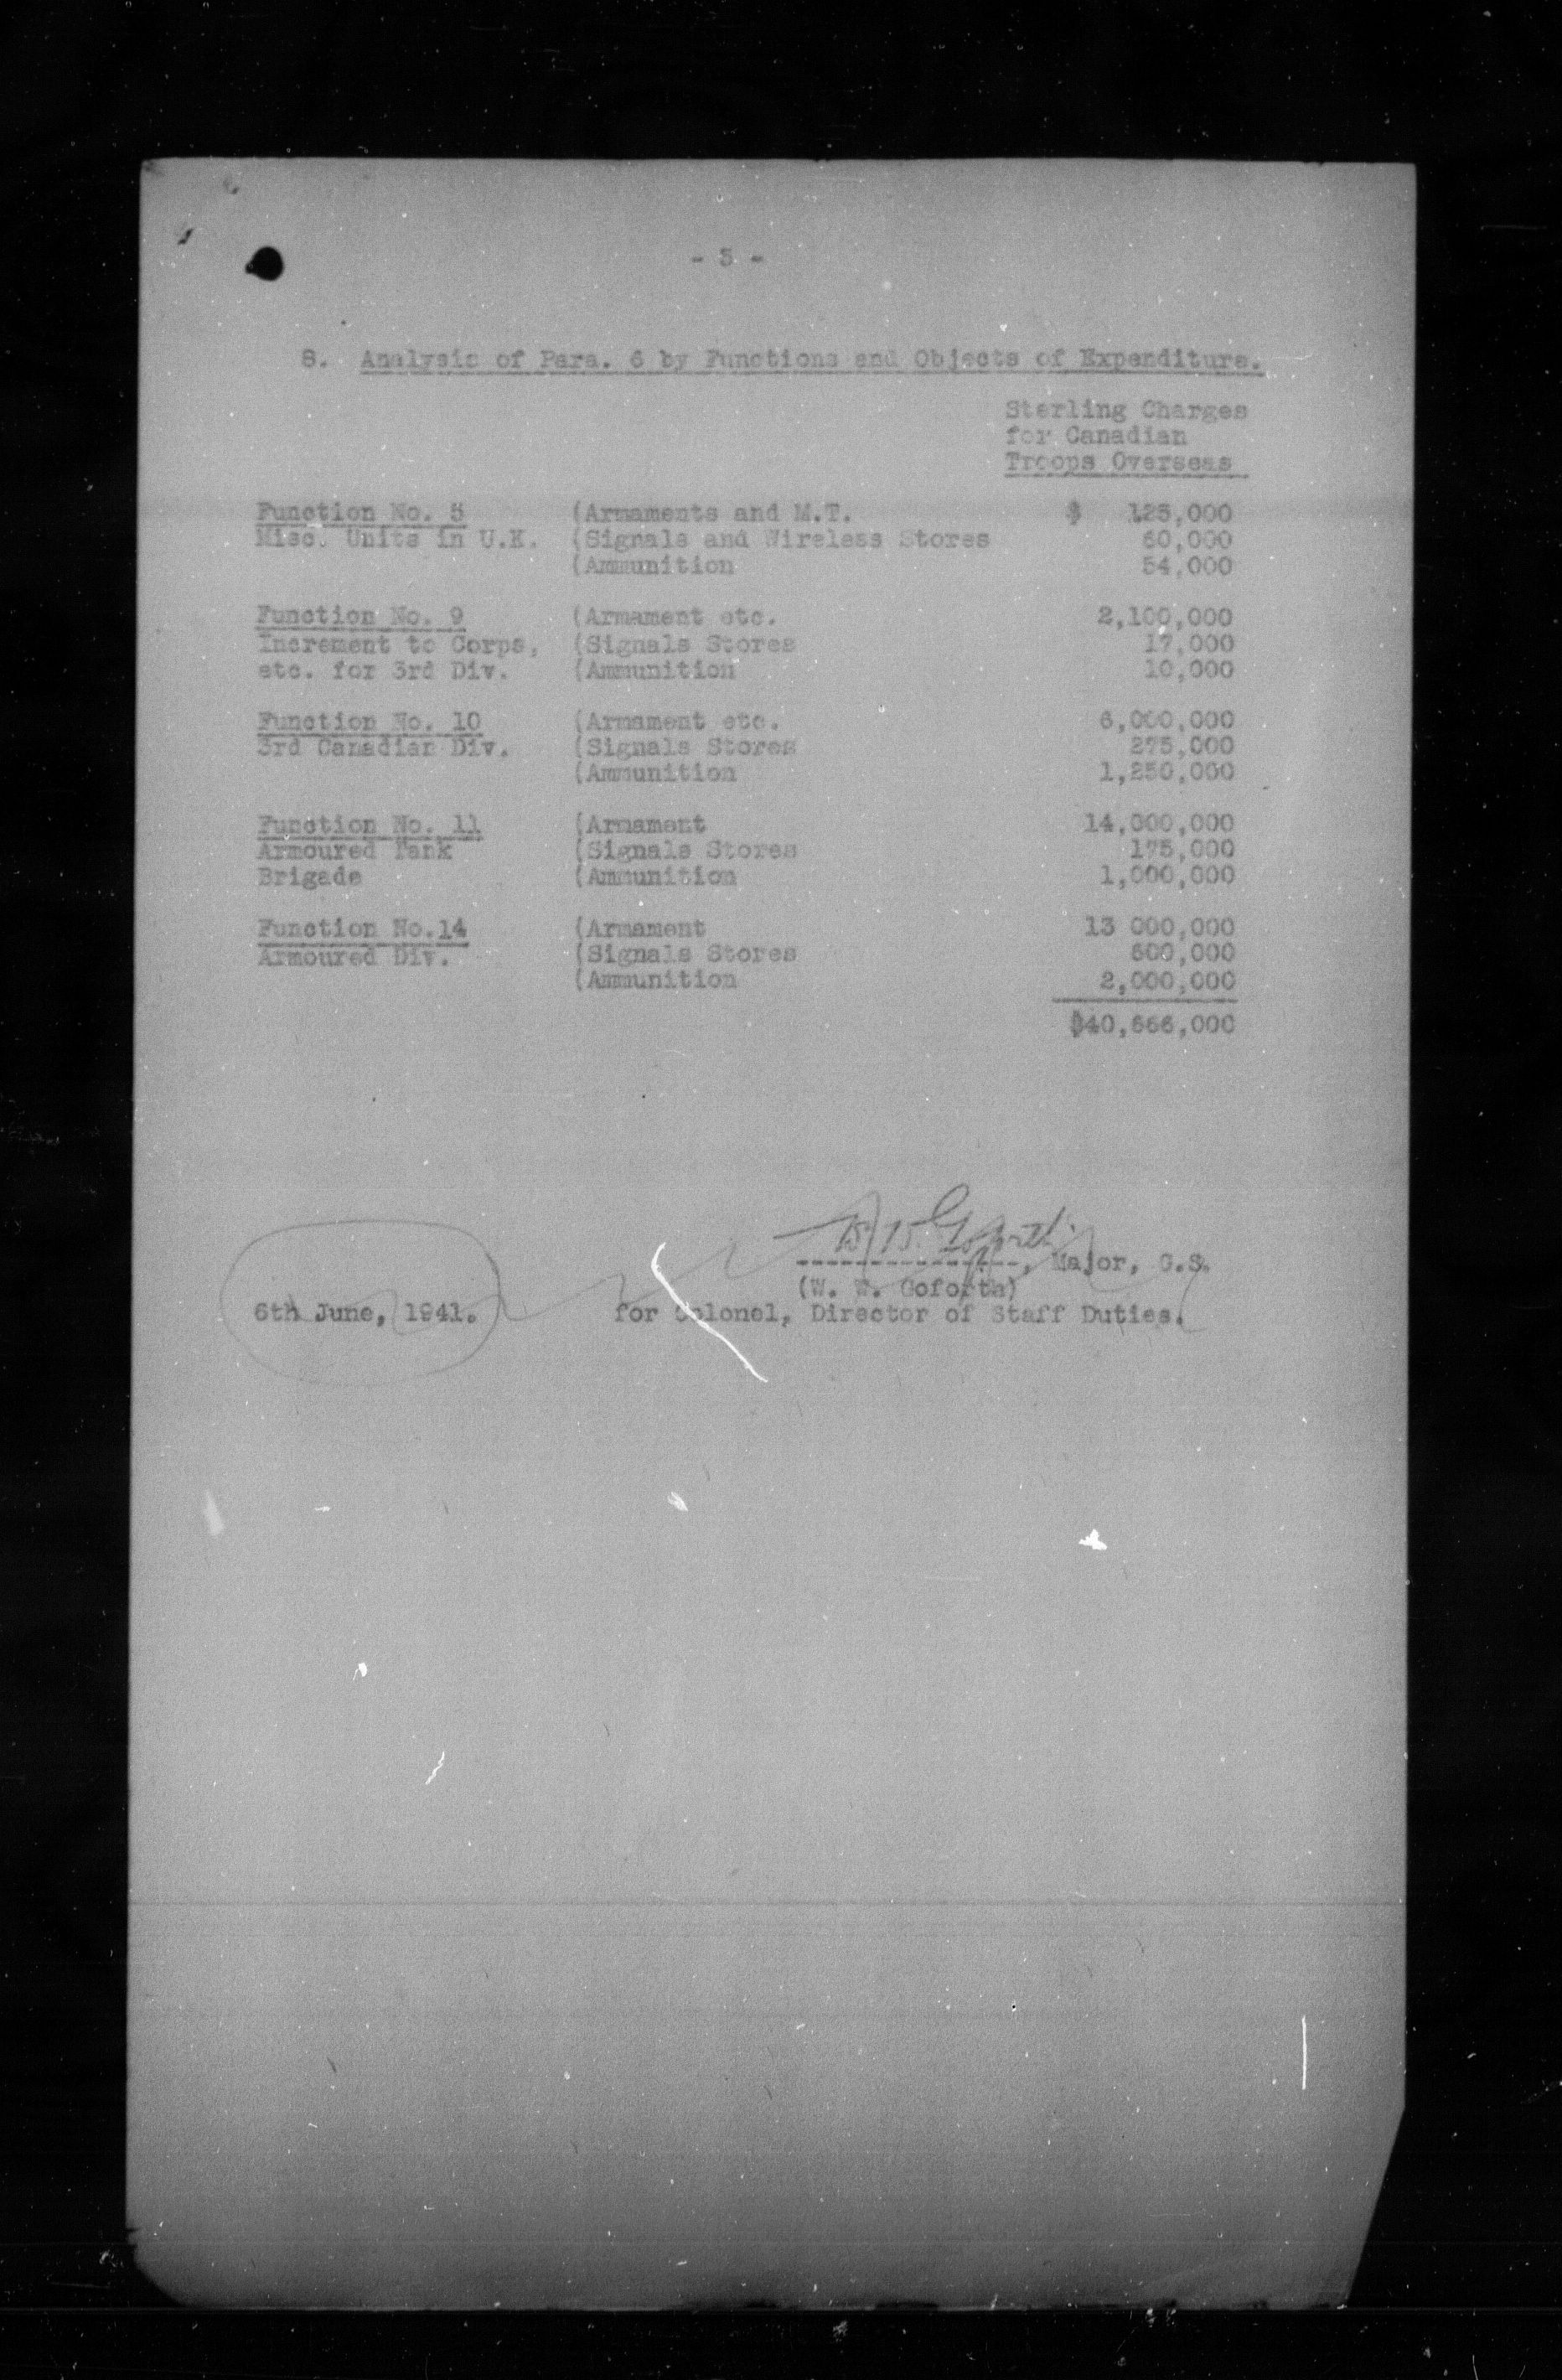 - 5 -
8. Analysis of Para. 6 by Functions and Objects of Expenditure.
Sterling Charges
for Canadian
Troops Overseas
Function No. 5 (Armaments and M.T. $ 125,000
Misc. Units in U.K. (Signals and Wireless Stores 60,000
(Ammunition 54,000
Function No. 9 (Armament etc. 2,100,000
Increment to Corps, (Signals Stores 17,000
etc. for 3rd Div. (Ammunition 10,000
Function No. 10 (Armament etc. 6,000,000
3rd Canadian Div. (Signals Stores 275,000
(Ammunition 1,250,000
Function No. 11 (Armament 14,000,000
Armoured Tank (Signals Stores 175,000
Brigade (Ammunition 1,000,000
Function No.14 (Armament 13 000,000
Armoured Div. (Signals Stores 600,000
(Ammunition 2,000,000
$40,666,000
W. W. Goforth
--------------, Major, G.S.
(W. W. Goforth)
6th June, 1941. for Colonel, Director of Staff Duties.